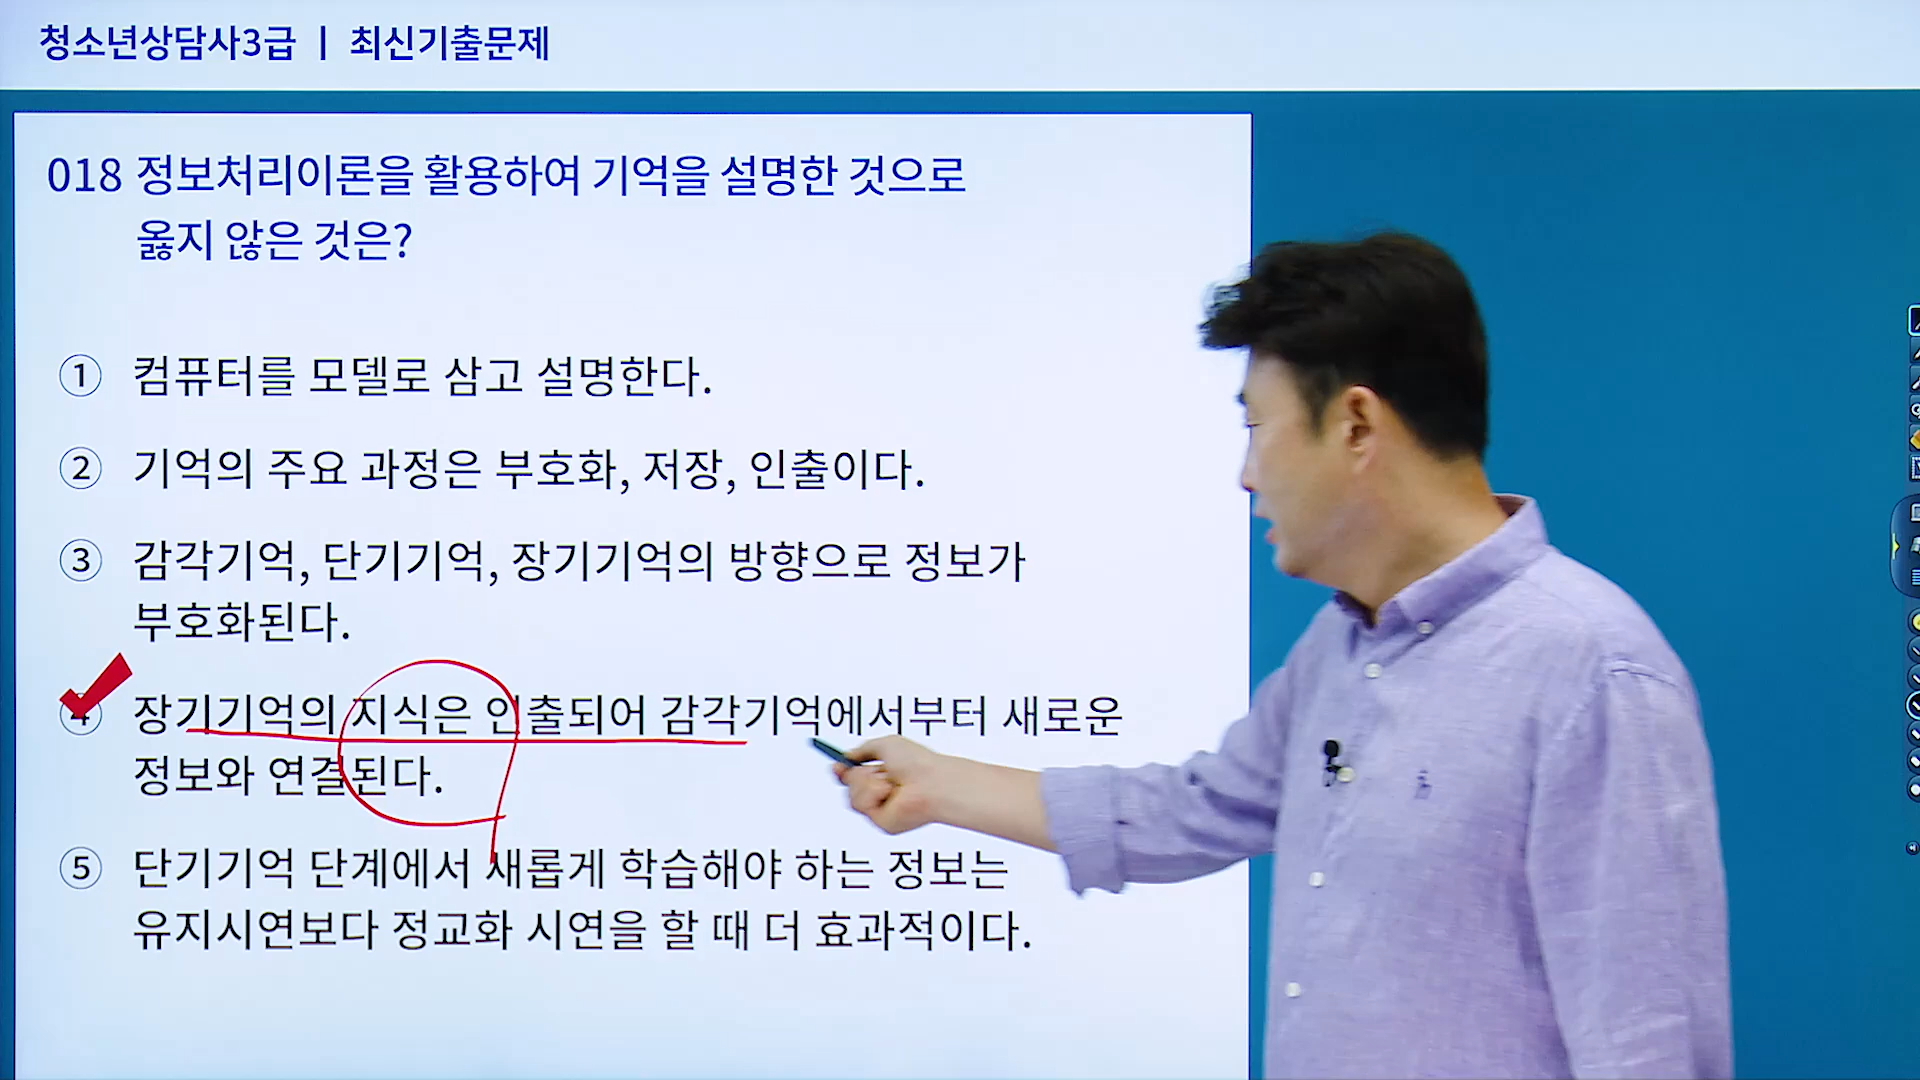 청소년상담사3급 | 최신기출문제
018 정보처리이론을 활용하여 기억을 설명한 것으로
옳지 않은 것은?
① 컴퓨터를 모델로 삼고 설명한다.
② 기억의 주요 과정은 부호화, 저장, 인출이다.
③ 감각기억, 단기기억, 장기기억의 방향으로 정보가
부호화된다.
④ 장기기억의 지식은 인출되어 감각기억에서부터 새로운
정보와 연결된다.
⑤ 단기기억 단계에서 새롭게 학습해야 하는 정보는
유지시연보다 정교화 시연을 할 때 더 효과적이다.